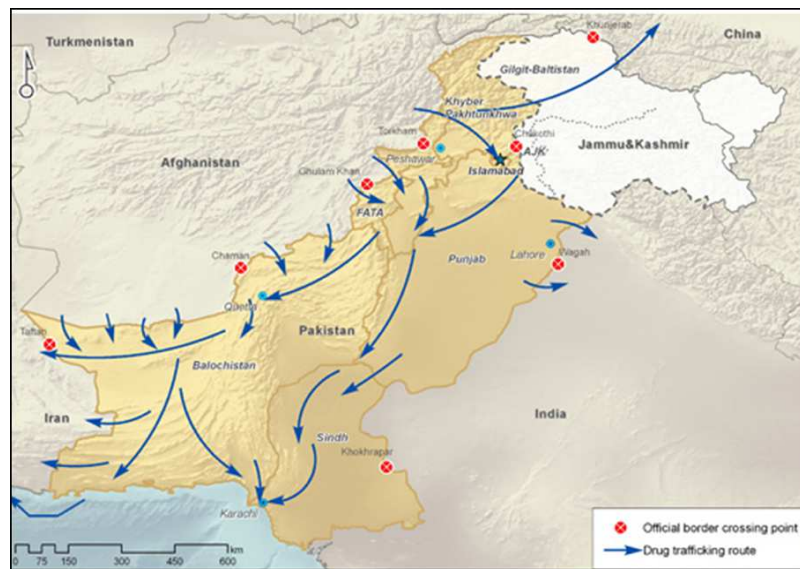 Turkmenistan
China
Khunjerab
Gilgit-Baltistan
Khyber
Pakhtunkhwa
Torkham
Chakothi
Peshawar
AJK
Jammu&Kashmir
Afghanistan
Islamabad
Ghulam Khan
FATA
Punjab
Lahore
Wagah
Chaman
Quetta
Pakistan
Taftan
Balochistan
Iran
India
Sindh
Khokhrapar
Karachi
Official border crossing point
Drug trafficking route
km
0 75 150 300 450 600